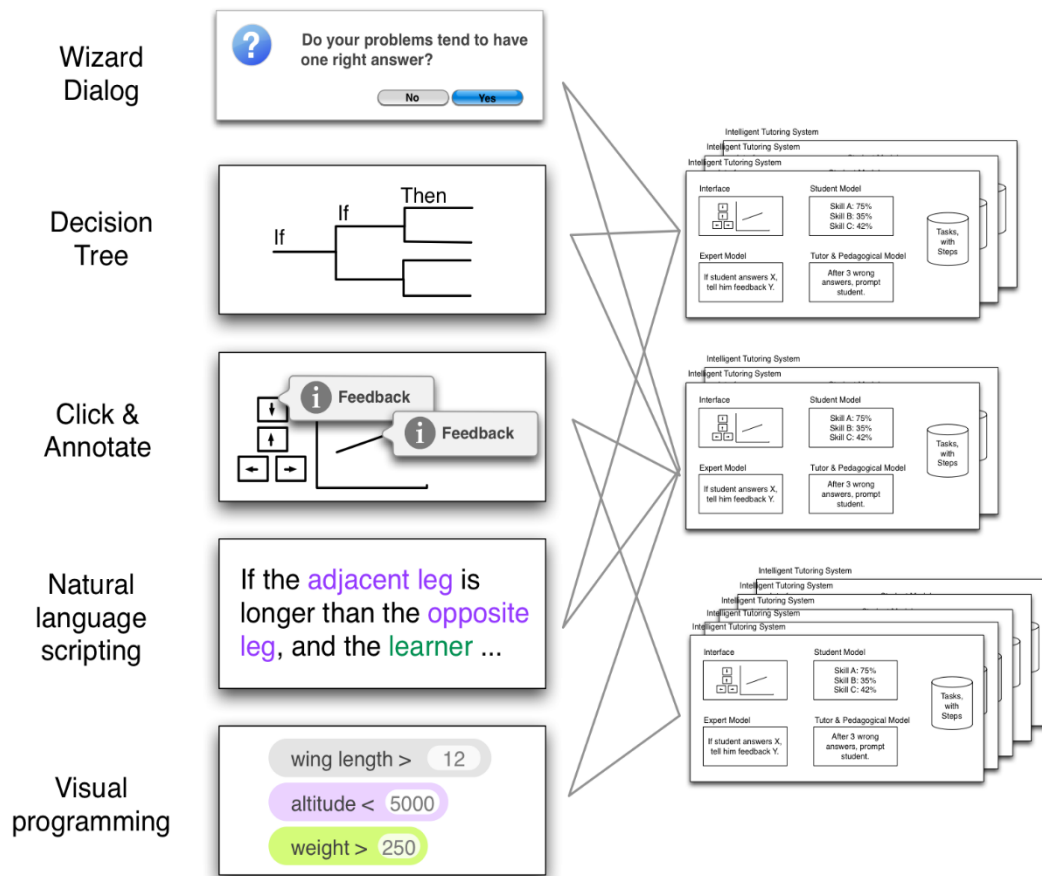 Wizard
Dialog
Do your problems tend to have
one right answer?
No
Yes
Decision
Tree
If
If
Then
Click &
Annotate
Feedback
Feedback
Natural
language
scripting
If the adjacent leg is
longer than the opposite
leg, and the learner ...
Visual
programming
wing length > 12
altitude < 5000
weight > 250
Intelligent Tutoring System
Intelligent Tutoring System
Intelligent Tutoring System
Interface
Student Model
Skill A: 75%
Skill B: 35%
Skill C: 42%
Tasks,
with
Steps
Expert Model
Tutor & Pedagogical Model
If student answers X,
tell him feedback Y.
After 3 wrong
answers, prompt
student.
Intelligent Tutoring System
Intelligent Tutoring System
Interface
Student Model
Skill A: 75%
Skill B: 35%
Skill C: 42%
Tasks,
with
Steps
Expert Model
Tutor & Pedagogical Model
If student answers X,
tell him feedback Y.
After 3 wrong
answers, prompt
student.
Intelligent Tutoring System
Intelligent Tutoring System
Intelligent Tutoring System
Intelligent Tutoring System
Interface
Student Model
Skill A: 75%
Skill B: 35%
Skill C: 42%
Tasks,
with
Steps
Expert Model
Tutor & Pedagogical Model
If student answers X,
tell him feedback Y.
After 3 wrong
answers, prompt
student.